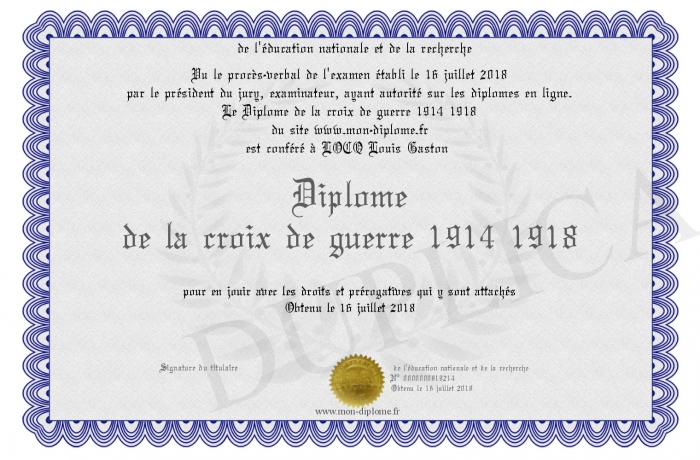 de l'éducation nationale et de la recherche
Vu le procès-verbal de l'examen établi le 16 juillet 2018
par le président du jury, examinateur, ayant autorité sur les diplomes en ligne.
Le Diplome de la croix de guerre 1914 1918
du site www.mon-diplome.fr
est conféré à LOCQ Louis Gaston
Diplome
de la croix de guerre 1914 1918
pour en jouir avec les droits et prérogatives qui y sont attachés
Obtenu le 16 juillet 2018
Signature du titulaire
de l'éducation nationale et de la recherche
Obtenu le 16 juillet 2018
www.mon-diplome.fr
DUPLICA